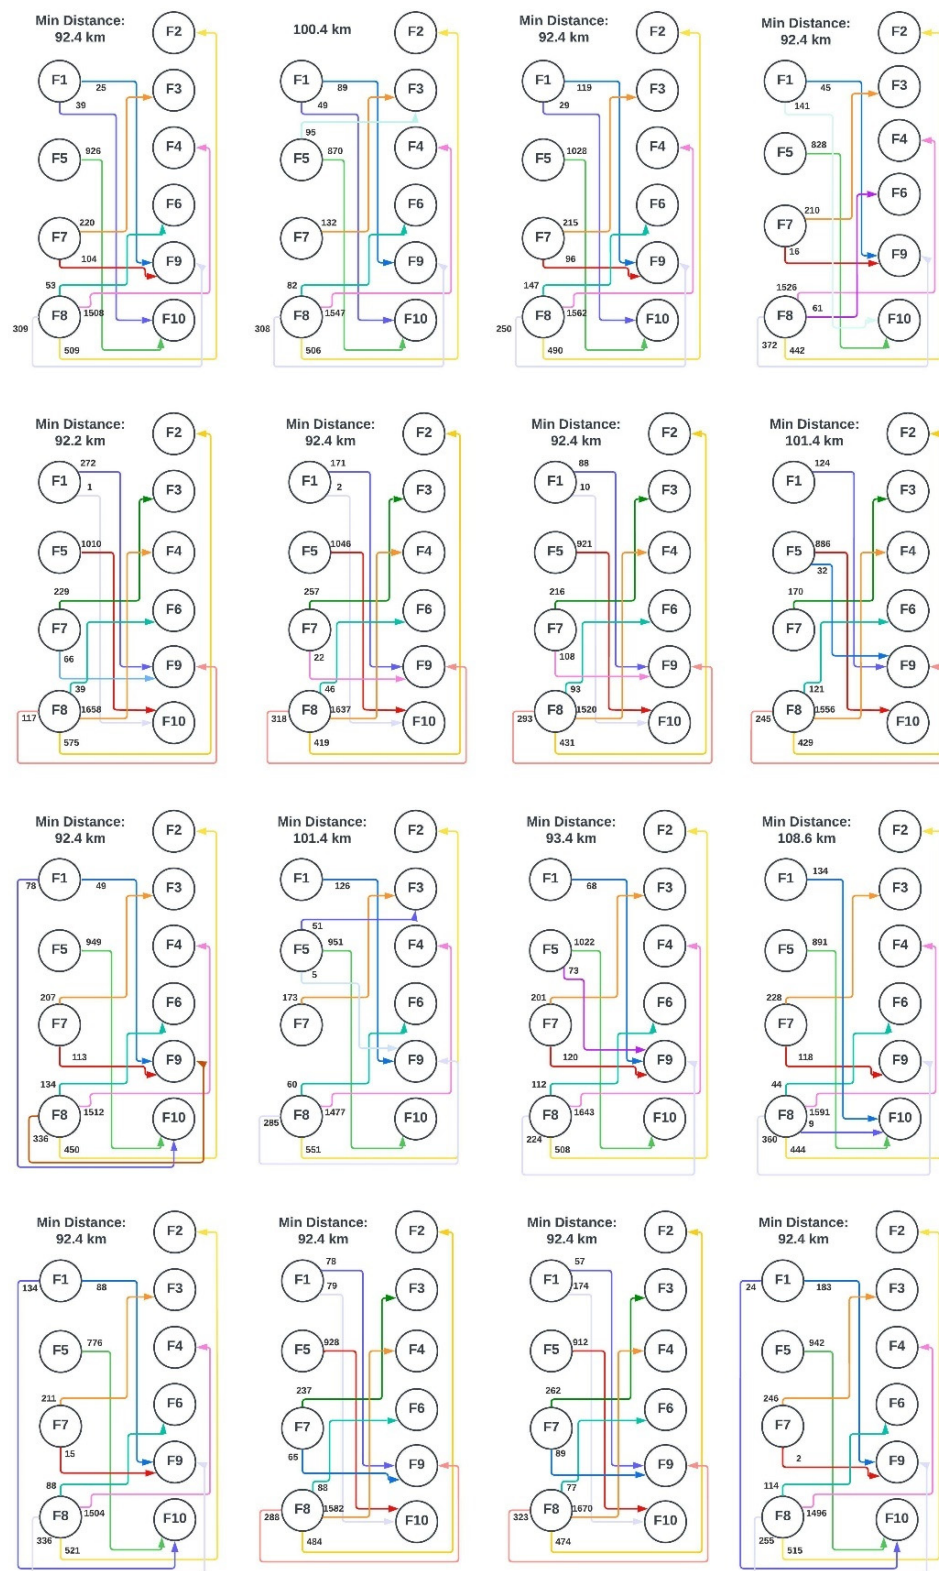 Min Distance:
92.4 km
F2
F1
25
39
F3
F5
926
F4
F6
F7
220
104
F9
53
F8
1508
309
509
F10
100.4 km
F2
F1
89
49
F3
95
F5
870
F4
F6
F7
132
F9
82
F8
1547
308
506
F10
Min Distance:
92.4 km
F2
F1
119
29
F3
F5
1028
F4
F6
F7
215
96
F9
147
F8
1562
250
490
F10
Min Distance:
92.4 km
F2
F1
45
141
F3
F5
828
F4
F6
F7
210
16
F9
1526
F8
61
372
442
F10
Min Distance:
92.2 km
F2
F1
272
1
F3
F5
1010
F4
229
F6
F7
66
F9
39
F8
1658
117
575
F10
Min Distance:
92.4 km
F2
F1
171
2
F3
F5
1046
F4
257
F6
F7
22
F9
46
F8
1637
318
419
F10
Min Distance:
92.4 km
F2
F1
88
10
F3
F5
921
F4
216
F6
F7
108
F9
93
F8
1520
293
431
F10
Min Distance:
101.4 km
F2
F1
124
F3
F5
886
32
F4
170
F6
F7
F9
121
F8
1556
245
429
F10
Min Distance:
92.4 km
F2
78
F1
49
F3
F5
949
F4
207
F6
F7
113
F9
134
F8
1512
336
450
F10
Min Distance:
101.4 km
F2
F1
126
F3
51
F5
951
5
F4
173
F6
F7
F9
60
F8
1477
285
551
F10
Min Distance:
93.4 km
F2
F1
68
F3
F5
1022
73
F4
201
F6
F7
120
F9
112
F8
1643
224
508
F10
Min Distance:
108.6 km
F2
F1
134
F3
F5
891
F4
228
F6
F7
118
F9
44
F8
1591
9
360
444
F10
Min Distance:
92.4 km
F2
134
F1
88
F3
F5
776
F4
211
F6
F7
15
F9
88
F8
1504
336
521
F10
Min Distance:
92.4 km
F2
F1
78
79
F3
F5
928
F4
237
F6
F7
65
F9
88
F8
1582
288
484
F10
Min Distance:
92.4 km
F2
F1
57
174
F3
F5
912
F4
262
F6
F7
89
F9
77
F8
1670
323
474
F10
Min Distance:
92.4 km
F2
24
F1
183
F3
F5
942
F4
246
F6
F7
2
F9
114
F8
1496
255
515
F10